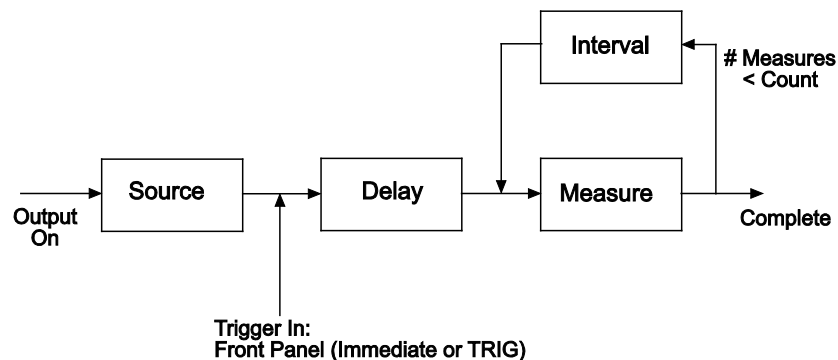 Interval
# Measures
< Count
Source
Delay
Measure
Output
On
Complete
Trigger In:
Front Panel (Immediate or TRIG)